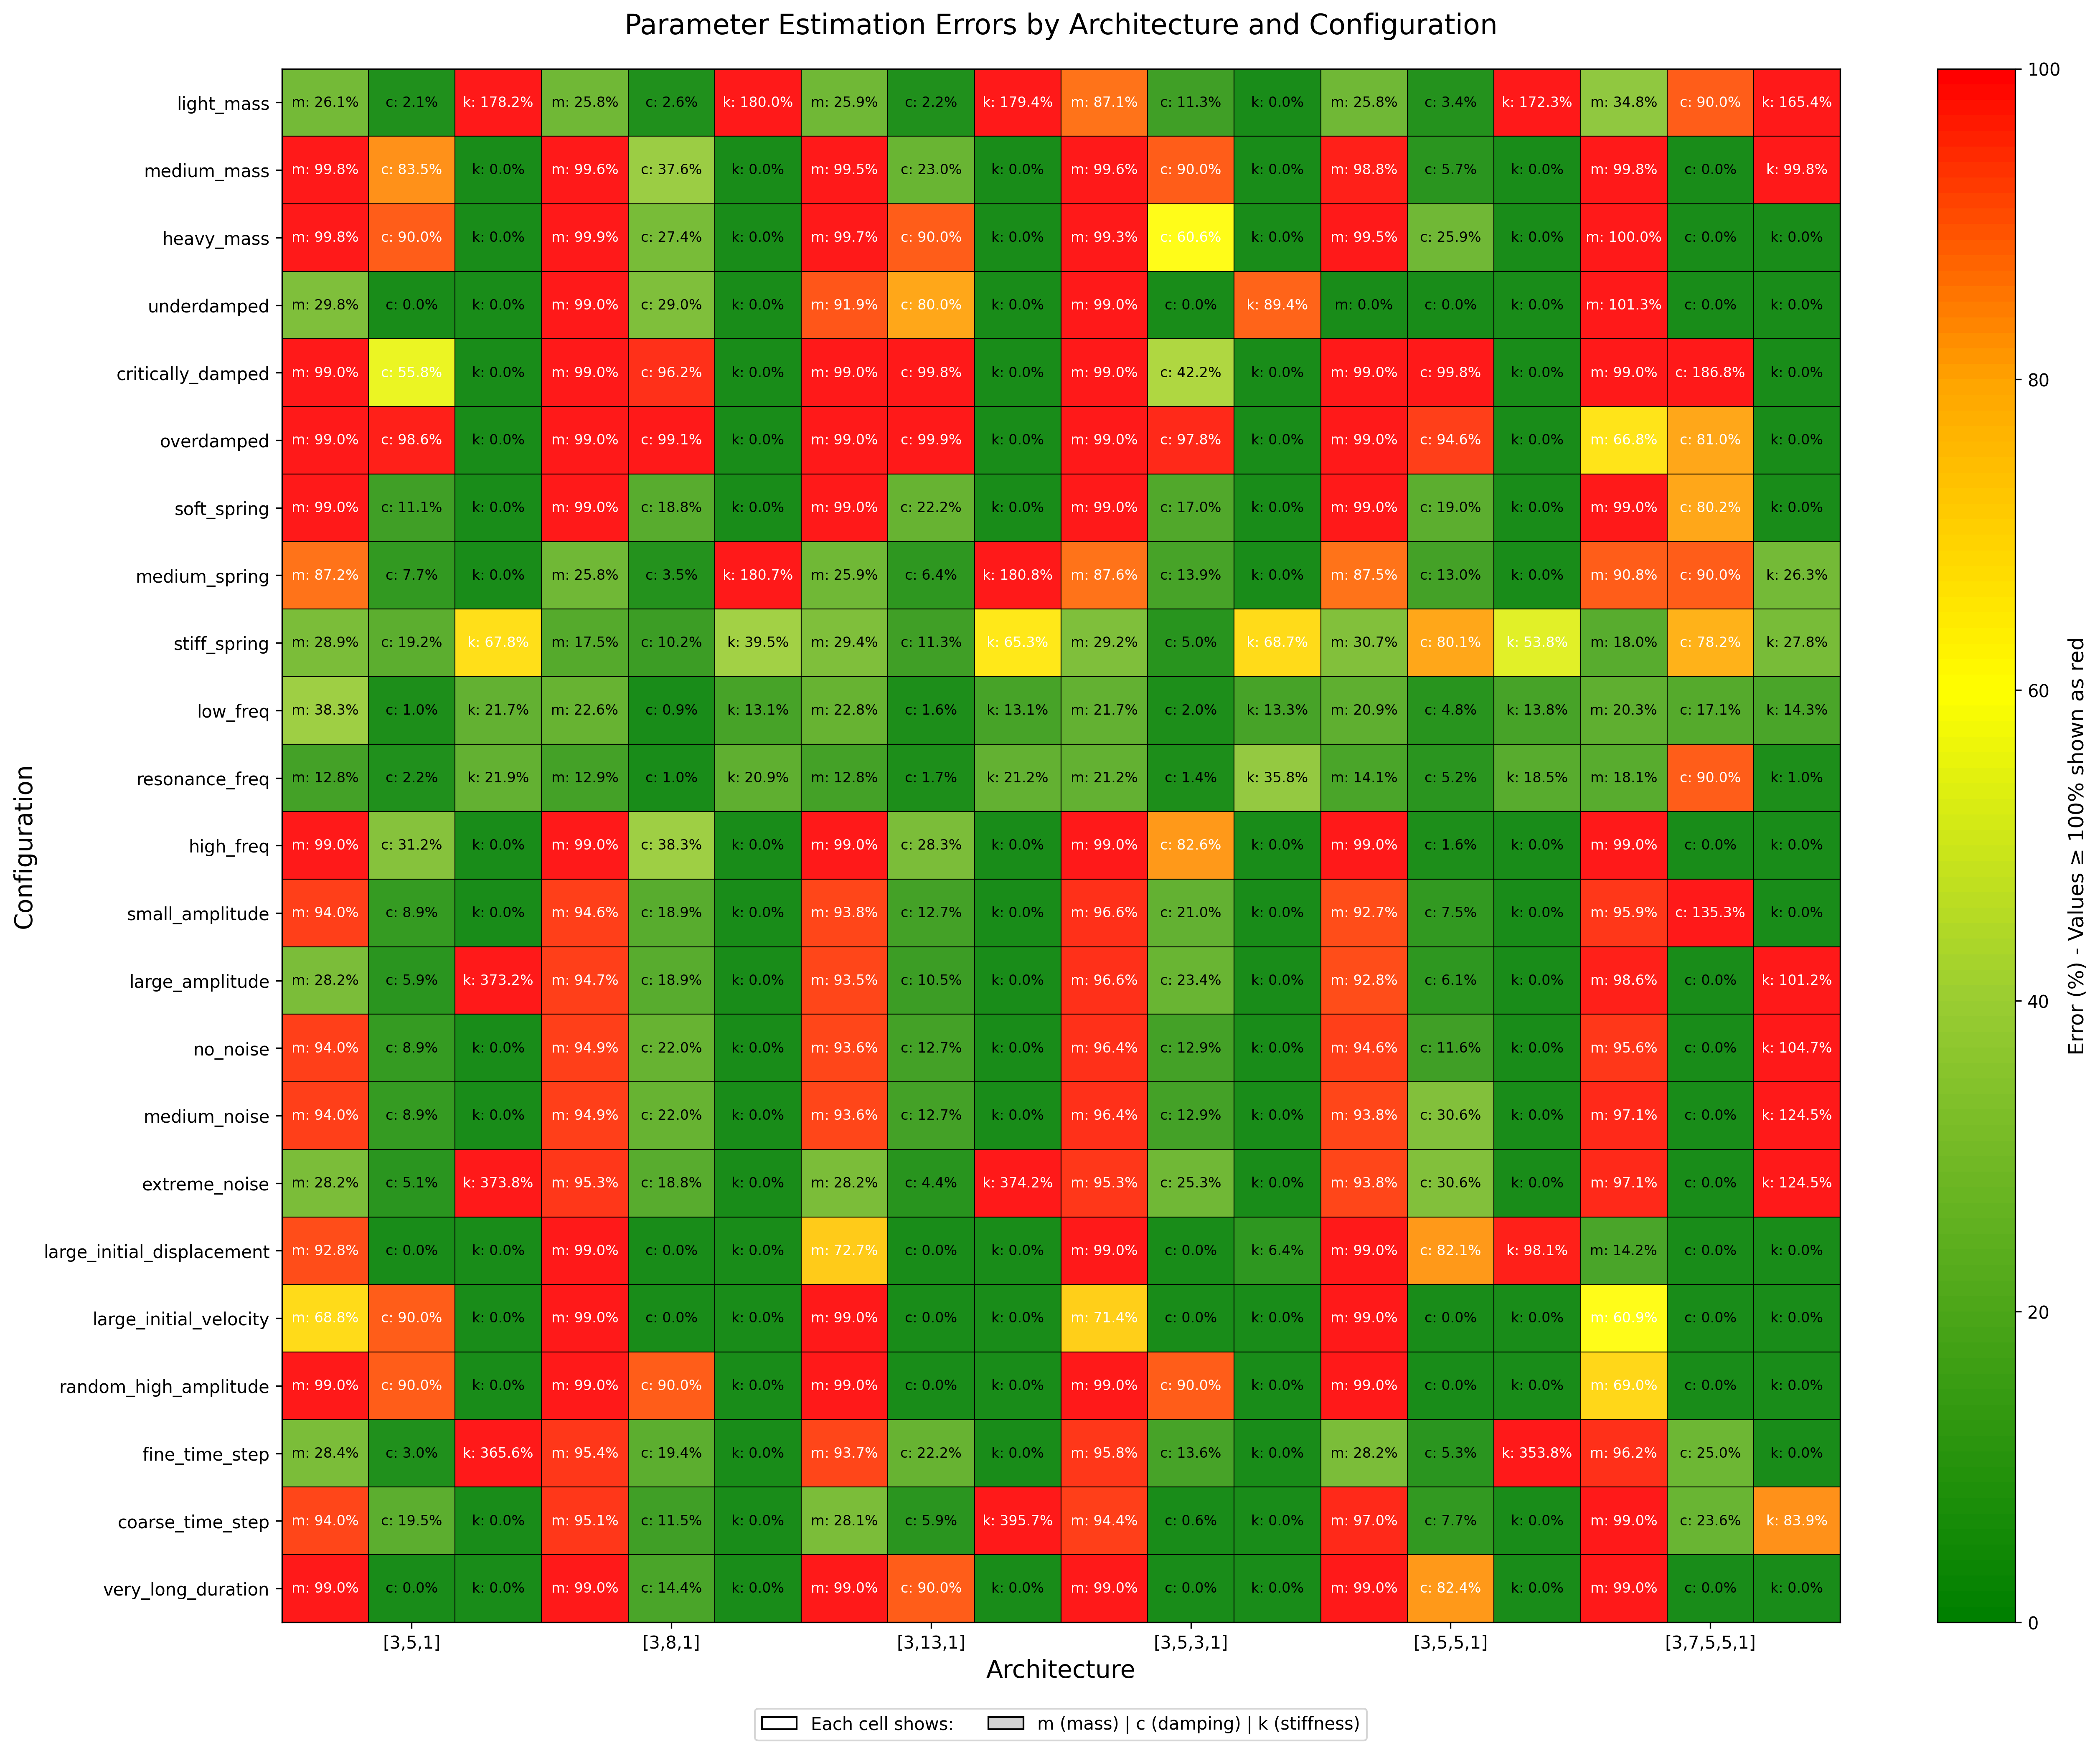 Parameter Estimation Errors by Architecture and Configuration
light_mass m: 26.1% c: 2.1% k: 178.2% m: 25.8% c: 2.6% k: 180.0% m: 25.9% c: 2.2% k: 179.4% m: 87.1% c: 11.3% k: 0.0% m: 25.8% c: 3.4% k: 172.3% m: 34.8% c: 90.0% k: 165.4%
medium_mass m: 99.8% c: 83.5% k: 0.0% m: 99.6% c: 37.6% k: 0.0% m: 99.5% c: 23.0% k: 0.0% m: 99.6% c: 90.0% k: 0.0% m: 98.8% c: 5.7% k: 0.0% m: 99.8% c: 0.0% k: 99.8%
heavy_mass m: 99.8% c: 90.0% k: 0.0% m: 99.9% c: 27.4% k: 0.0% m: 99.7% c: 90.0% k: 0.0% m: 99.3% c: 60.6% k: 0.0% m: 99.5% c: 25.9% k: 0.0% m: 100.0% c: 0.0% k: 0.0%
underdamped m: 29.8% c: 0.0% k: 0.0% m: 99.0% c: 29.0% k: 0.0% m: 91.9% c: 80.0% k: 0.0% m: 99.0% c: 0.0% k: 89.4% m: 0.0% c: 0.0% k: 0.0% m: 101.3% c: 0.0% k: 0.0%
critically_damped m: 99.0% c: 55.8% k: 0.0% m: 99.0% c: 96.2% k: 0.0% m: 99.0% c: 99.8% k: 0.0% m: 99.0% c: 42.2% k: 0.0% m: 99.0% c: 99.8% k: 0.0% m: 99.0% c: 186.8% k: 0.0%
overdamped m: 99.0% c: 98.6% k: 0.0% m: 99.0% c: 99.1% k: 0.0% m: 99.0% c: 99.9% k: 0.0% m: 99.0% c: 97.8% k: 0.0% m: 99.0% c: 94.6% k: 0.0% m: 66.8% c: 81.0% k: 0.0%
soft_spring m: 99.0% c: 11.1% k: 0.0% m: 99.0% c: 18.8% k: 0.0% m: 99.0% c: 22.2% k: 0.0% m: 99.0% c: 17.0% k: 0.0% m: 99.0% c: 19.0% k: 0.0% m: 99.0% c: 80.2% k: 0.0%
medium_spring m: 87.2% c: 7.7% k: 0.0% m: 25.8% c: 3.5% k: 180.7% m: 25.9% c: 6.4% k: 180.8% m: 87.6% c: 13.9% k: 0.0% m: 87.5% c: 13.0% k: 0.0% m: 90.8% c: 90.0% k: 26.3%
stiff_spring m: 28.9% c: 19.2% k: 67.8% m: 17.5% c: 10.2% k: 39.5% m: 29.4% c: 11.3% k: 65.3% m: 29.2% c: 5.0% k: 68.7% m: 30.7% c: 80.1% k: 53.8% m: 18.0% c: 78.2% k: 27.8%
low_freq m: 38.3% c: 1.0% k: 21.7% m: 22.6% c: 0.9% k: 13.1% m: 22.8% c: 1.6% k: 13.1% m: 21.7% c: 2.0% k: 13.3% m: 20.9% c: 4.8% k: 13.8% m: 20.3% c: 17.1% k: 14.3%
resonance_freq m: 12.8% c: 2.2% k: 21.9% m: 12.9% c: 1.0% k: 20.9% m: 12.8% c: 1.7% k: 21.2% m: 21.2% c: 1.4% k: 35.8% m: 14.1% c: 5.2% k: 18.5% m: 18.1% c: 90.0% k: 1.0%
high_freq m: 99.0% c: 31.2% k: 0.0% m: 99.0% c: 38.3% k: 0.0% m: 99.0% c: 28.3% k: 0.0% m: 99.0% c: 82.6% k: 0.0% m: 99.0% c: 1.6% k: 0.0% m: 99.0% c: 0.0% k: 0.0%
small_amplitude m: 94.0% c: 8.9% k: 0.0% m: 94.6% c: 18.9% k: 0.0% m: 93.8% c: 12.7% k: 0.0% m: 96.6% c: 21.0% k: 0.0% m: 92.7% c: 7.5% k: 0.0% m: 95.9% c: 135.3% k: 0.0%
large_amplitude m: 28.2% c: 5.9% k: 373.2% m: 94.7% c: 18.9% k: 0.0% m: 93.5% c: 10.5% k: 0.0% m: 96.6% c: 23.4% k: 0.0% m: 92.8% c: 6.1% k: 0.0% m: 98.6% c: 0.0% k: 101.2%
no_noise m: 94.0% c: 8.9% k: 0.0% m: 94.9% c: 22.0% k: 0.0% m: 93.6% c: 12.7% k: 0.0% m: 96.4% c: 12.9% k: 0.0% m: 94.6% c: 11.6% k: 0.0% m: 95.6% c: 0.0% k: 104.7%
medium_noise m: 94.0% c: 8.9% k: 0.0% m: 94.9% c: 22.0% k: 0.0% m: 93.6% c: 12.7% k: 0.0% m: 96.4% c: 12.9% k: 0.0% m: 93.8% c: 30.6% k: 0.0% m: 97.1% c: 0.0% k: 124.5%
extreme_noise m: 28.2% c: 5.1% k: 373.8% m: 95.3% c: 18.8% k: 0.0% m: 28.2% c: 4.4% k: 374.2% m: 95.3% c: 25.3% k: 0.0% m: 93.8% c: 30.6% k: 0.0% m: 97.1% c: 0.0% k: 124.5%
large_initial_displacement m: 92.8% c: 0.0% k: 0.0% m: 99.0% c: 0.0% k: 0.0% m: 72.7% c: 0.0% k: 0.0% m: 99.0% c: 0.0% k: 6.4% m: 99.0% c: 82.1% k: 98.1% m: 14.2% c: 0.0% k: 0.0%
large_initial_velocity m: 68.8% c: 90.0% k: 0.0% m: 99.0% c: 0.0% k: 0.0% m: 99.0% c: 0.0% k: 0.0% m: 71.4% c: 0.0% k: 0.0% m: 99.0% c: 0.0% k: 0.0% m: 60.9% c: 0.0% k: 0.0%
random_high_amplitude m: 99.0% c: 90.0% k: 0.0% m: 99.0% c: 90.0% k: 0.0% m: 99.0% c: 0.0% k: 0.0% m: 99.0% c: 90.0% k: 0.0% m: 99.0% c: 0.0% k: 0.0% m: 69.0% c: 0.0% k: 0.0%
fine_time_step m: 28.4% c: 3.0% k: 365.6% m: 95.4% c: 19.4% k: 0.0% m: 93.7% c: 22.2% k: 0.0% m: 95.8% c: 13.6% k: 0.0% m: 28.2% c: 5.3% k: 353.8% m: 96.2% c: 25.0% k: 0.0%
coarse_time_step m: 94.0% c: 19.5% k: 0.0% m: 95.1% c: 11.5% k: 0.0% m: 28.1% c: 5.9% k: 395.7% m: 94.4% c: 0.6% k: 0.0% m: 97.0% c: 7.7% k: 0.0% m: 99.0% c: 23.6% k: 83.9%
very_long_duration m: 99.0% c: 0.0% k: 0.0% m: 99.0% c: 14.4% k: 0.0% m: 99.0% c: 90.0% k: 0.0% m: 99.0% c: 0.0% k: 0.0% m: 99.0% c: 82.4% k: 0.0% m: 99.0% c: 0.0% k: 0.0%
[3,5,1] [3,8,1] [3,13,1] [3,5,3,1] [3,5,5,1] [3,7,5,5,1]
Architecture
Configuration
100
80
60
40
20
0
Error (%) - Values ≥ 100% shown as red
Each cell shows: m (mass) | c (damping) | k (stiffness)